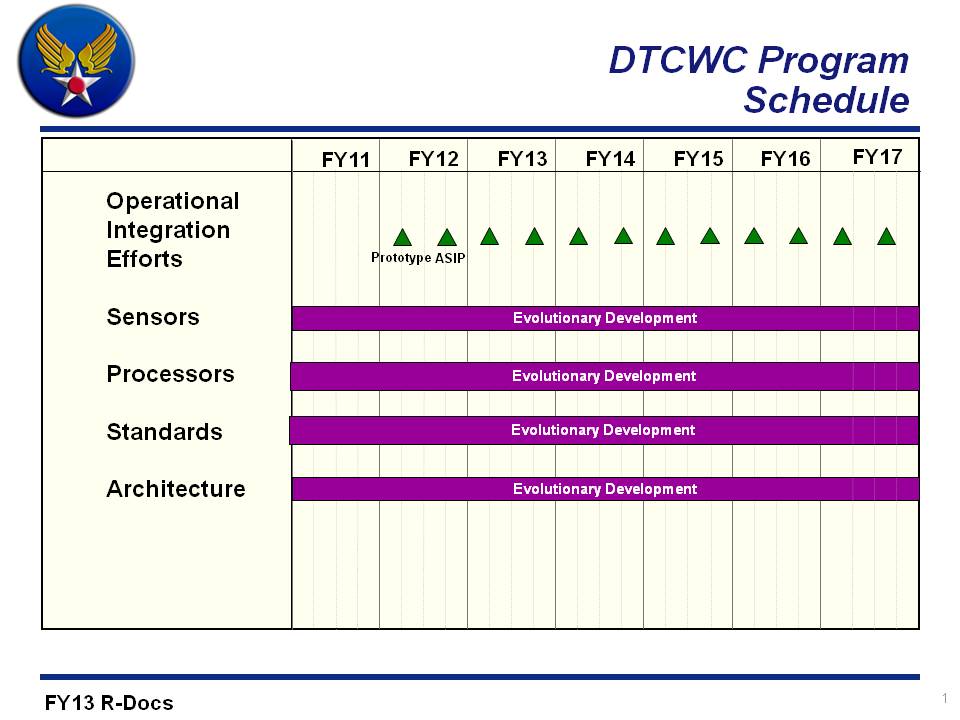 DTCWC Program
Schedule
FY11 FY12 FY13 FY14 FY15 FY16 FY17
Operational
Integration
Efforts
Prototype ASIP
Sensors Evolutionary Development
Processors Evolutionary Development
Standards Evolutionary Development
Architecture Evolutionary Development
FY13 R-Docs
1